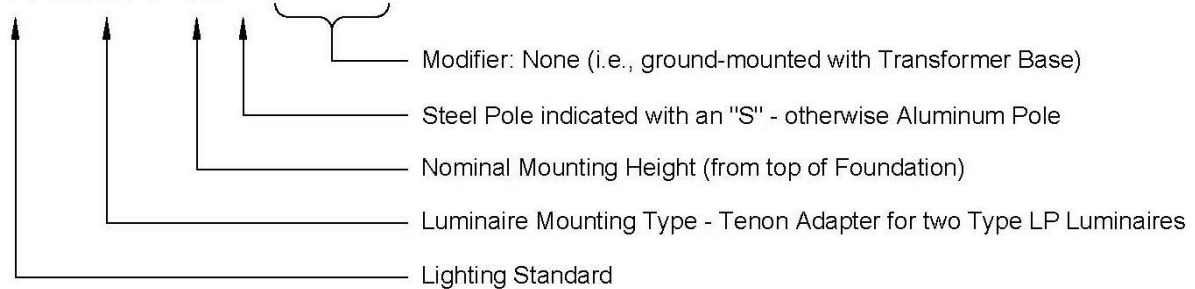 Modifier: None (i.e., ground-mounted with Transformer Base)
Steel Pole indicated with an "S" - otherwise Aluminum Pole
Nominal Mounting Height (from top of Foundation)
Luminaire Mounting Type - Tenon Adapter for two Type LP Luminaires
Lighting Standard